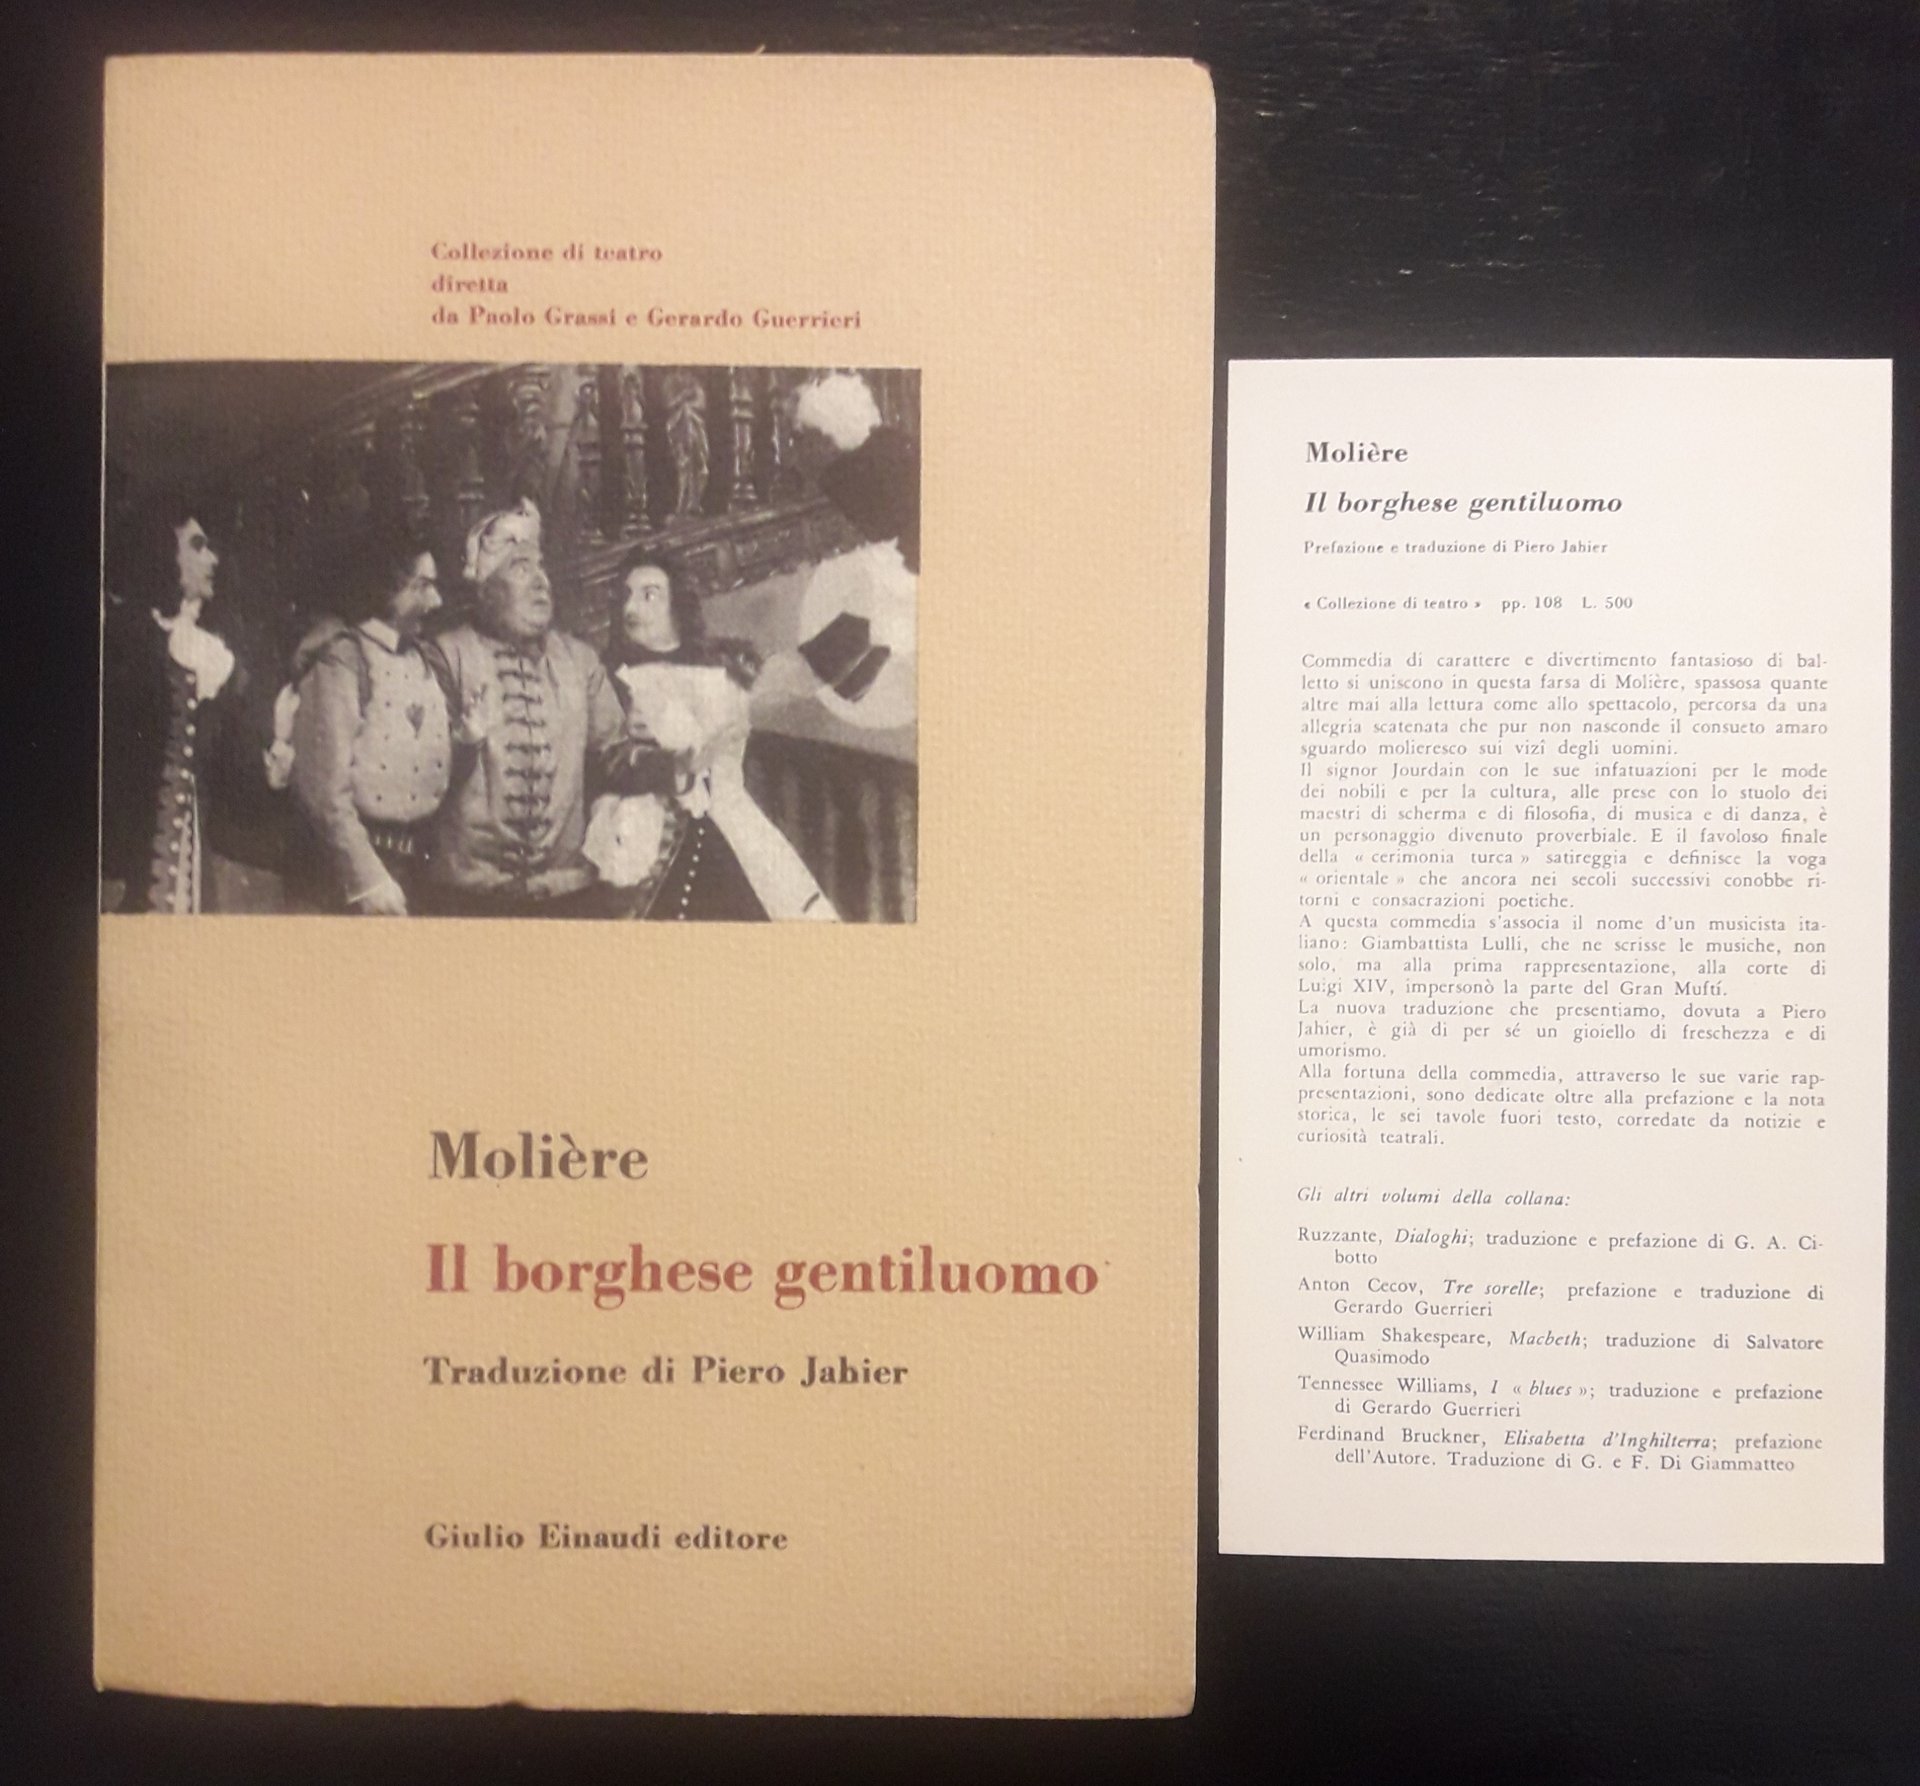 Collezione di teatro
diretta
da Paolo Grassi e Gerardo Guerrieri
Molière
Il borghese gentiluomo
Traduzione di Piero Jahier
Giulio Einaudi editore
Molière
Il borghese gentiluomo
Prefazione e traduzione di Piero Jahier
« Collezione di teatro » pp. 108 L. 500
Commedia di carattere e divertimento fantasioso di bal-
letto si uniscono in questa farsa di Molière, spassosa quante
altre mai alla lettura come allo spettacolo, percorsa da una
allegria scatenata che pur non nasconde il consueto amaro
sguardo molieresco sui vizî degli uomini.
Il signor Jourdain con le sue infatuazioni per le mode
dei nobili e per la cultura, alle prese con lo stuolo dei
maestri di scherma e di filosofia, di musica e di danza, è
un personaggio divenuto proverbiale. E il favoloso finale
della « cerimonia turca » satireggia e definisce la voga
« orientale » che ancora nei secoli successivi conobbe ri-
torni e consacrazioni poetiche.
A questa commedia s'associa il nome d'un musicista ita-
liano: Giambattista Lulli, che ne scrisse le musiche, non
solo, ma alla prima rappresentazione, alla corte di
Luigi XIV, impersonò la parte del Gran Muftí.
La nuova traduzione che presentiamo, dovuta a Piero
Jahier, è già di per sé un gioiello di freschezza e di
umorismo.
Alla fortuna della commedia, attraverso le sue varie rap-
presentazioni, sono dedicate oltre alla prefazione e la nota
storica, le sei tavole fuori testo, corredate da notizie e
curiosità teatrali.
Gli altri volumi della collana:
Ruzzante, Dialoghi; traduzione e prefazione di G. A. Ci-
botto
Anton Cecov, Tre sorelle; prefazione e traduzione di
Gerardo Guerrieri
William Shakespeare, Macbeth; traduzione di Salvatore
Quasimodo
Tennessee Williams, I « blues »; traduzione e prefazione
di Gerardo Guerrieri
Ferdinand Bruckner, Elisabetta d'Inghilterra; prefazione
dell'Autore. Traduzione di G. e F. Di Giammatteo